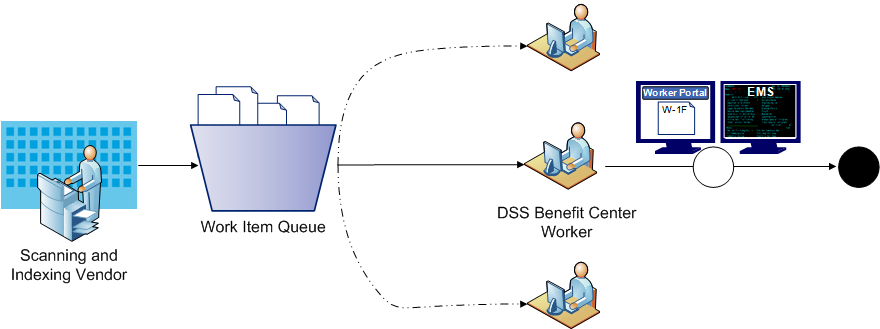 Worker Portal
W-1F
EMS
Scanning and
Indexing Vendor
Work Item Queue
DSS Benefit Center
Worker